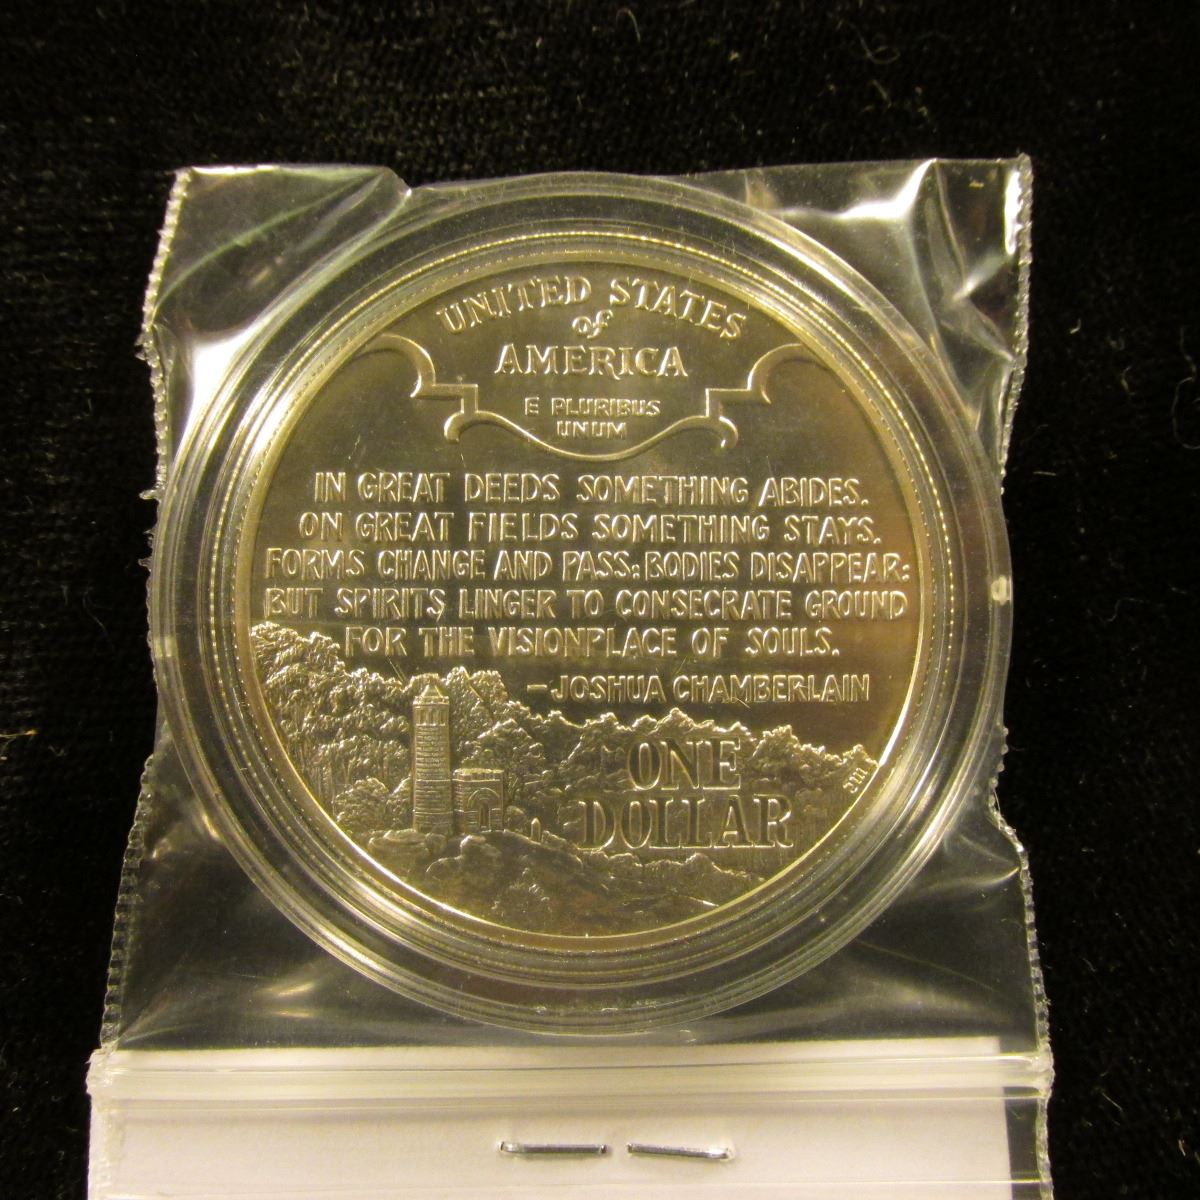 UNITED STATES
of
AMERICA
E PLURIBUS
UNUM
IN GREAT DEEDS SOMETHING ABIDES.
ON GREAT FIELDS SOMETHING STAYS.
FORMS CHANGE AND PASS; BODIES DISAPPEAR;
BUT SPIRITS LINGER TO CONSECRATE GROUND
FOR THE VISIONPLACE OF SOULS.
-JOSHUA CHAMBERLAIN
ONE
DOLLAR